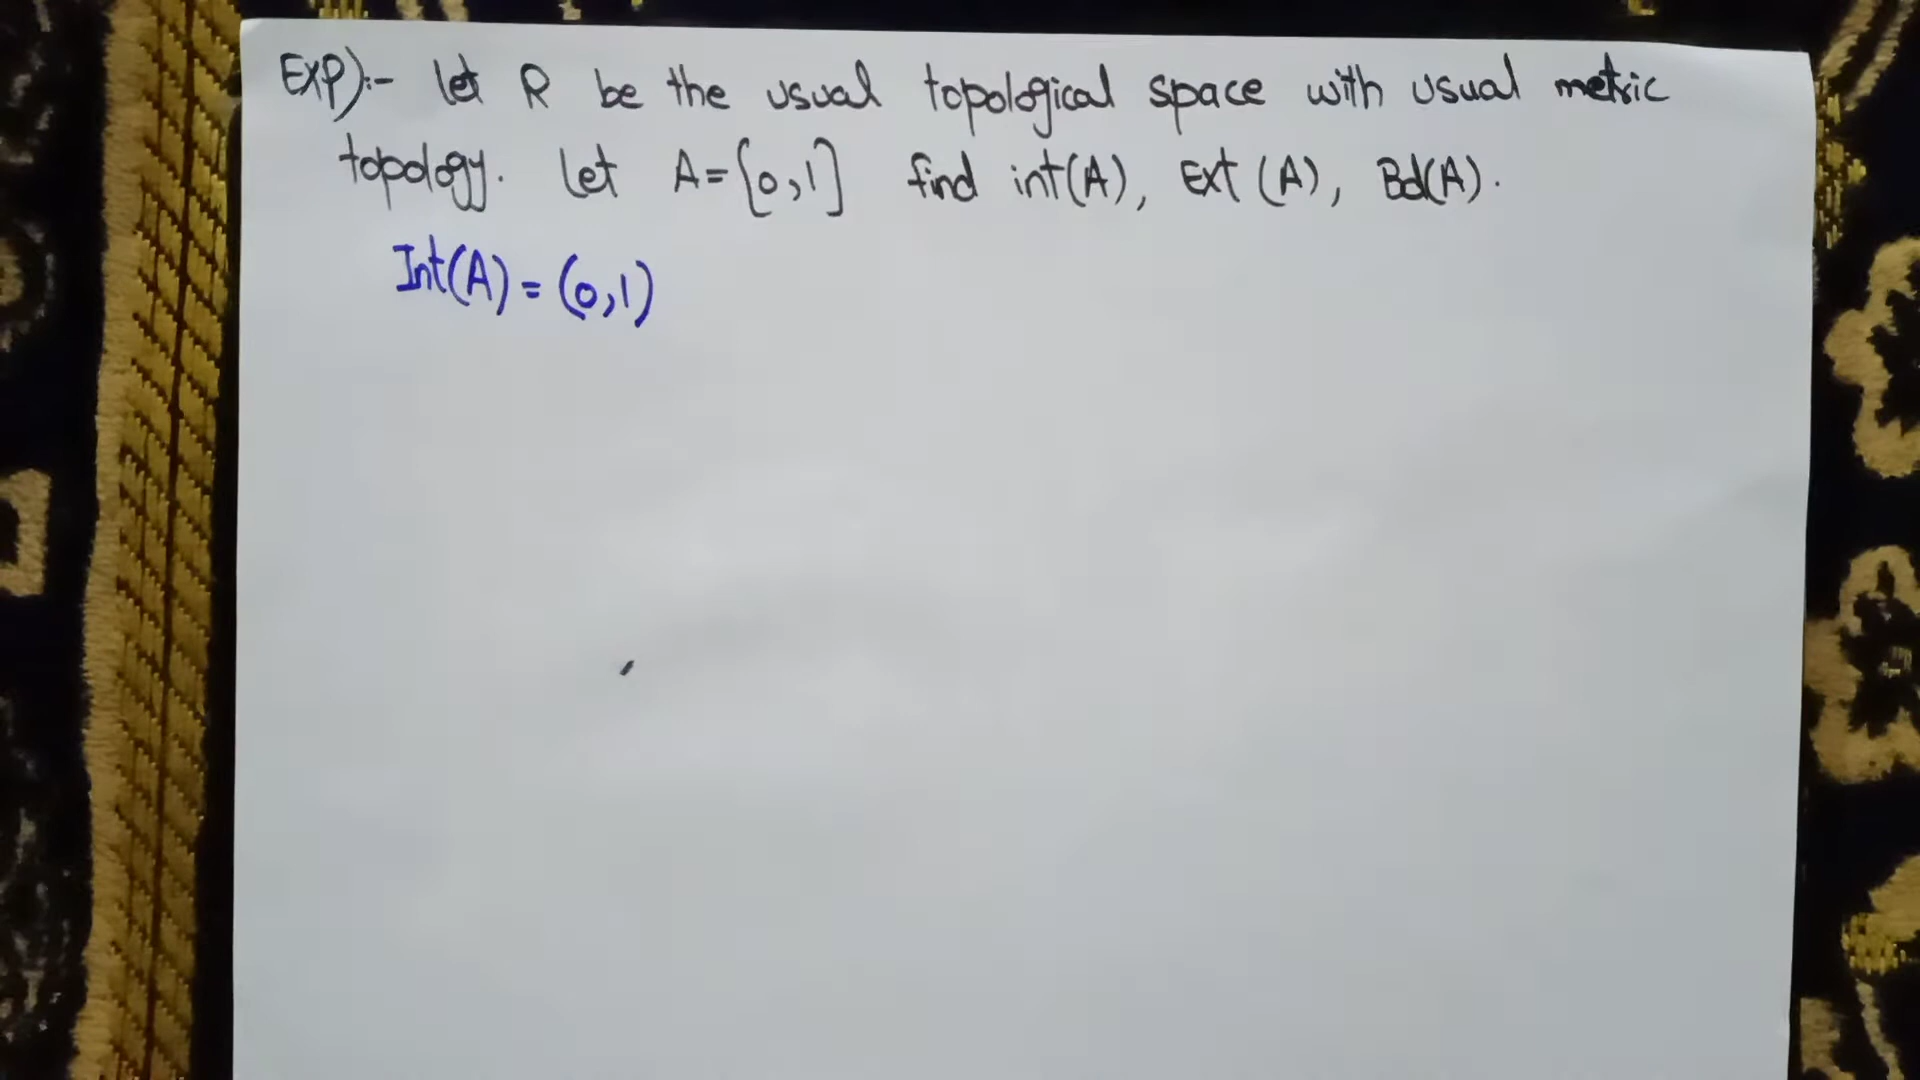 Exp):- let R be the usual topological space with usual metric
topology. Let A=[0,1] find int(A), Ext (A), Bd(A).
Int(A) = (0,1)